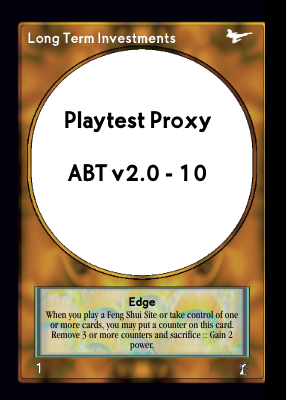 Long Term Investments
Playtest Proxy
ABT v2.0 - 10
Edge
When you play a Feng Shui Site or take control of one
or more cards, you may put a counter on this card.
Remove 3 or more counters and sacrifice :: Gain 2
power.
1